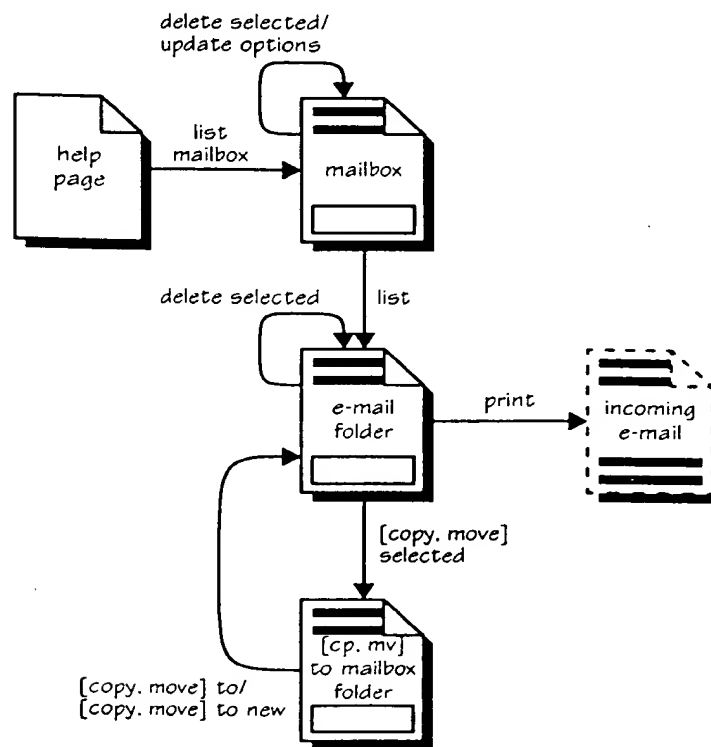 delete selected/
update options
help
page
list
mailbox
mailbox
delete selected
list
e-mail
folder
print
incoming
e-mail
[copy, move]
selected
[cp. mv]
to mailbox
folder
[copy, move] to/
[copy, move] to new